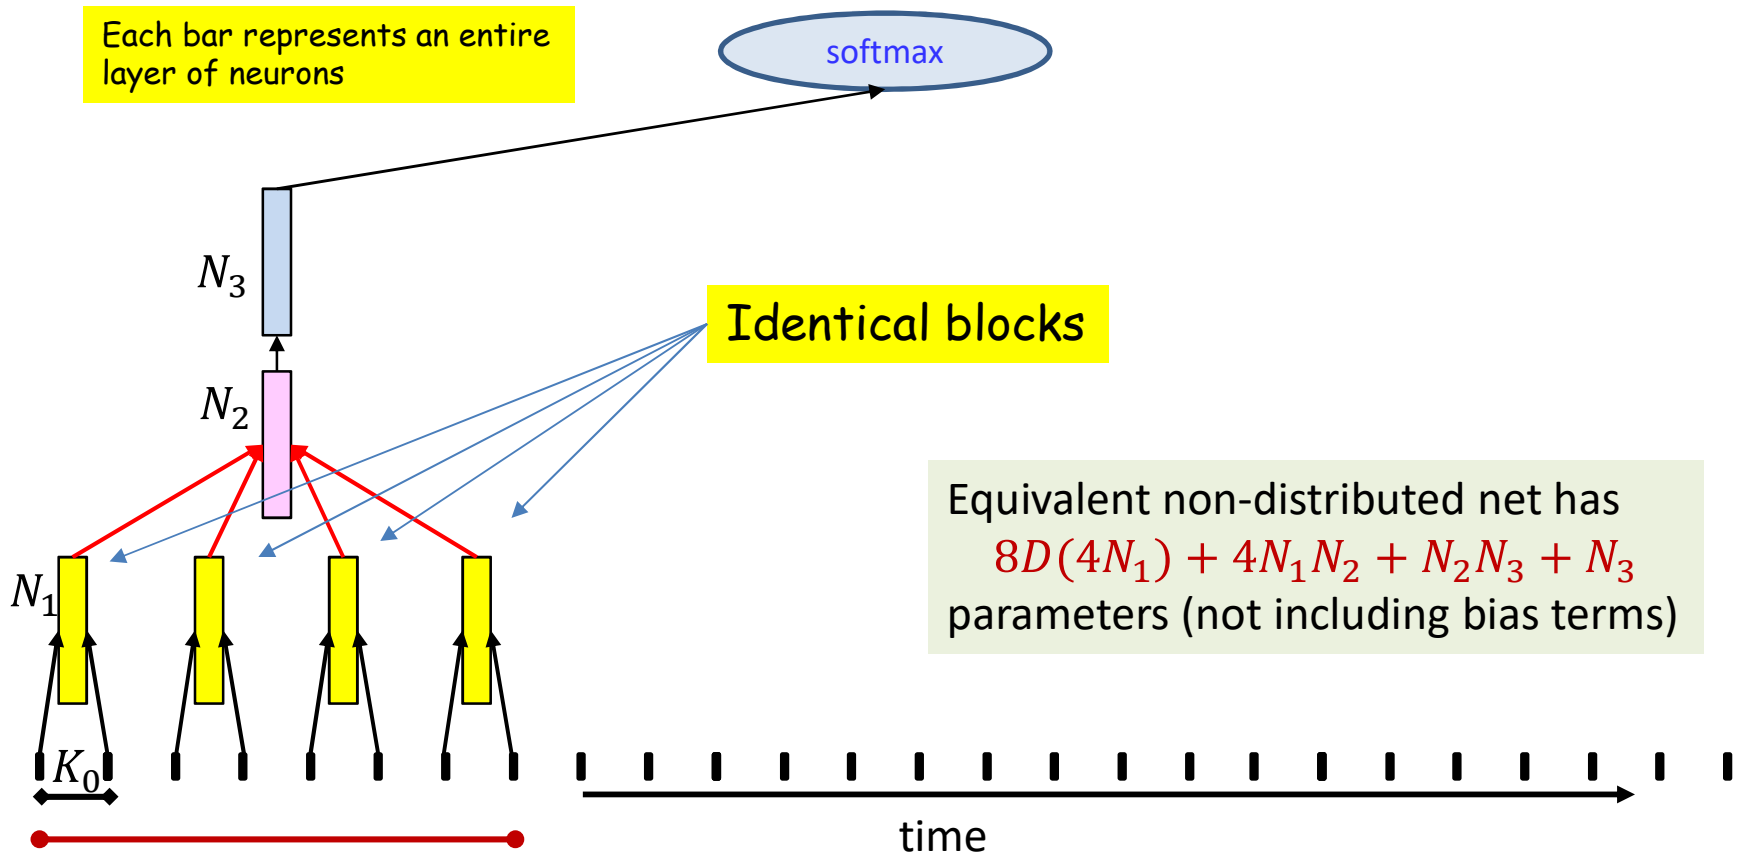 Each bar represents an entire
layer of neurons
softmax
N₃
Identical blocks
N₂
Equivalent non-distributed net has
8D(4N₁) + 4N₁N₂ + N₂N₃ + N₃
parameters (not including bias terms)
N₁
K₀
time